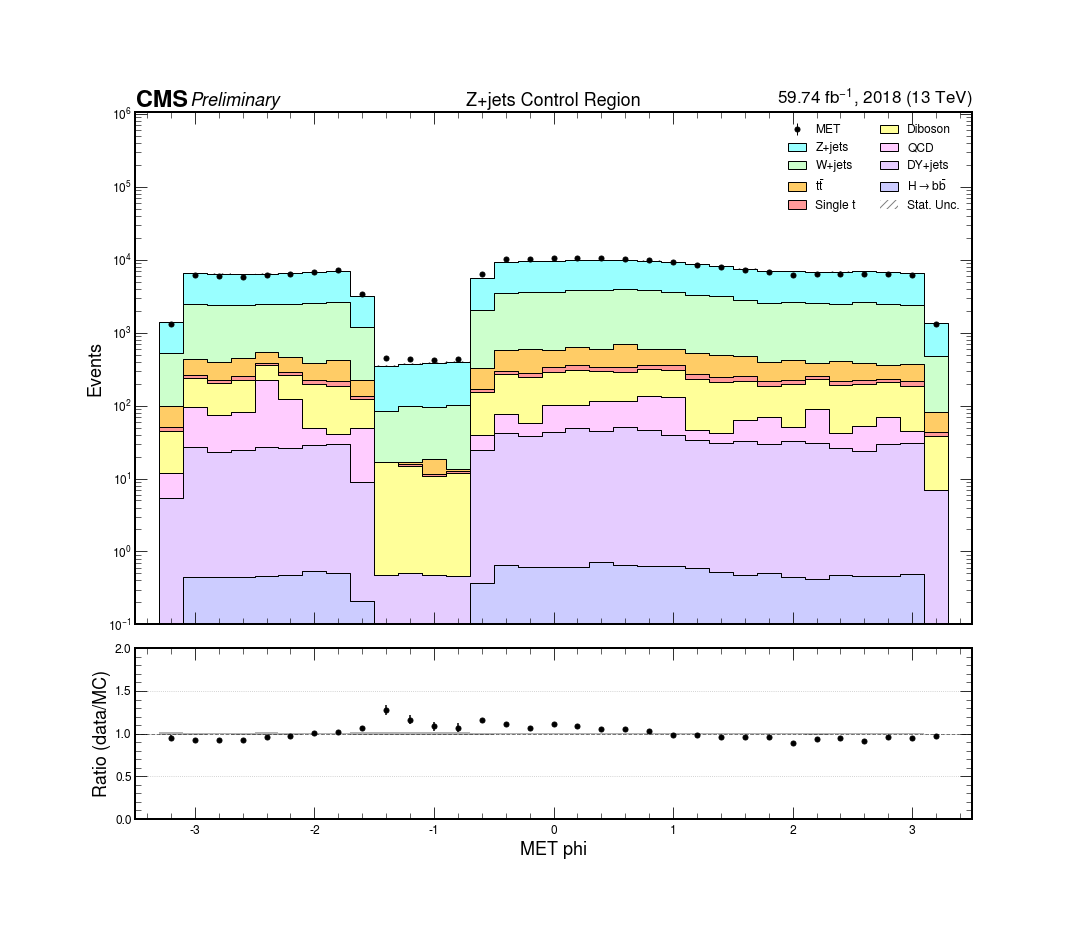 CMS Preliminary Z+jets Control Region 59.74 fb⁻¹, 2018 (13 TeV)
MET Diboson
Z+jets QCD
W+jets DY+jets
tt̄ H→bb̄
Single t Stat. Unc.
10⁶
10⁵
10⁴
10³
10²
10¹
10⁰
10⁻¹
Events
2.0
1.5
1.0
0.5
0.0
Ratio (data/MC)
-3 -2 -1 0 1 2 3
MET phi